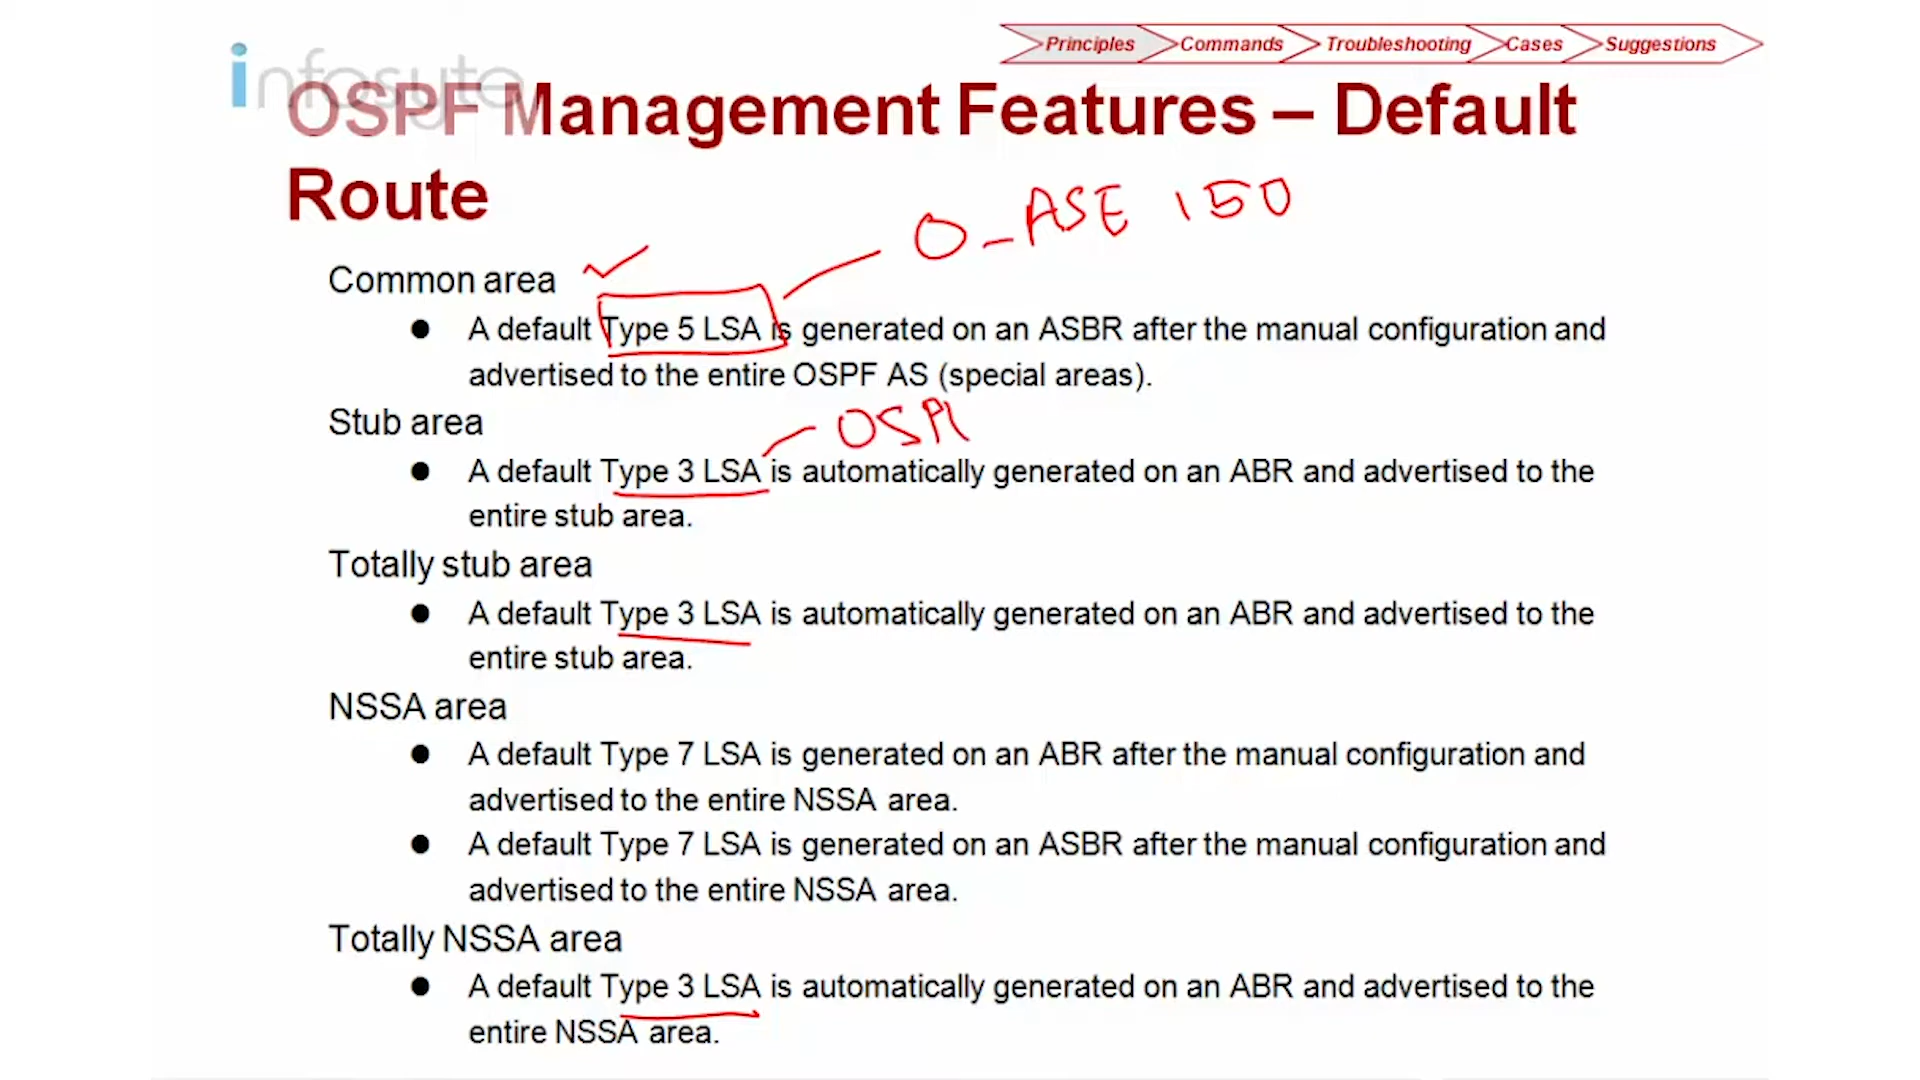 Principles Commands Troubleshooting Cases Suggestions
infosyte
OSPF Management Features – Default
Route
O_ASE 150
Common area
● A default Type 5 LSA is generated on an ASBR after the manual configuration and
advertised to the entire OSPF AS (special areas).
Stub area
● A default Type 3 LSA is automatically generated on an ABR and advertised to the
entire stub area.
Totally stub area
● A default Type 3 LSA is automatically generated on an ABR and advertised to the
entire stub area.
NSSA area
● A default Type 7 LSA is generated on an ABR after the manual configuration and
advertised to the entire NSSA area.
● A default Type 7 LSA is generated on an ASBR after the manual configuration and
advertised to the entire NSSA area.
Totally NSSA area
● A default Type 3 LSA is automatically generated on an ABR and advertised to the
entire NSSA area.